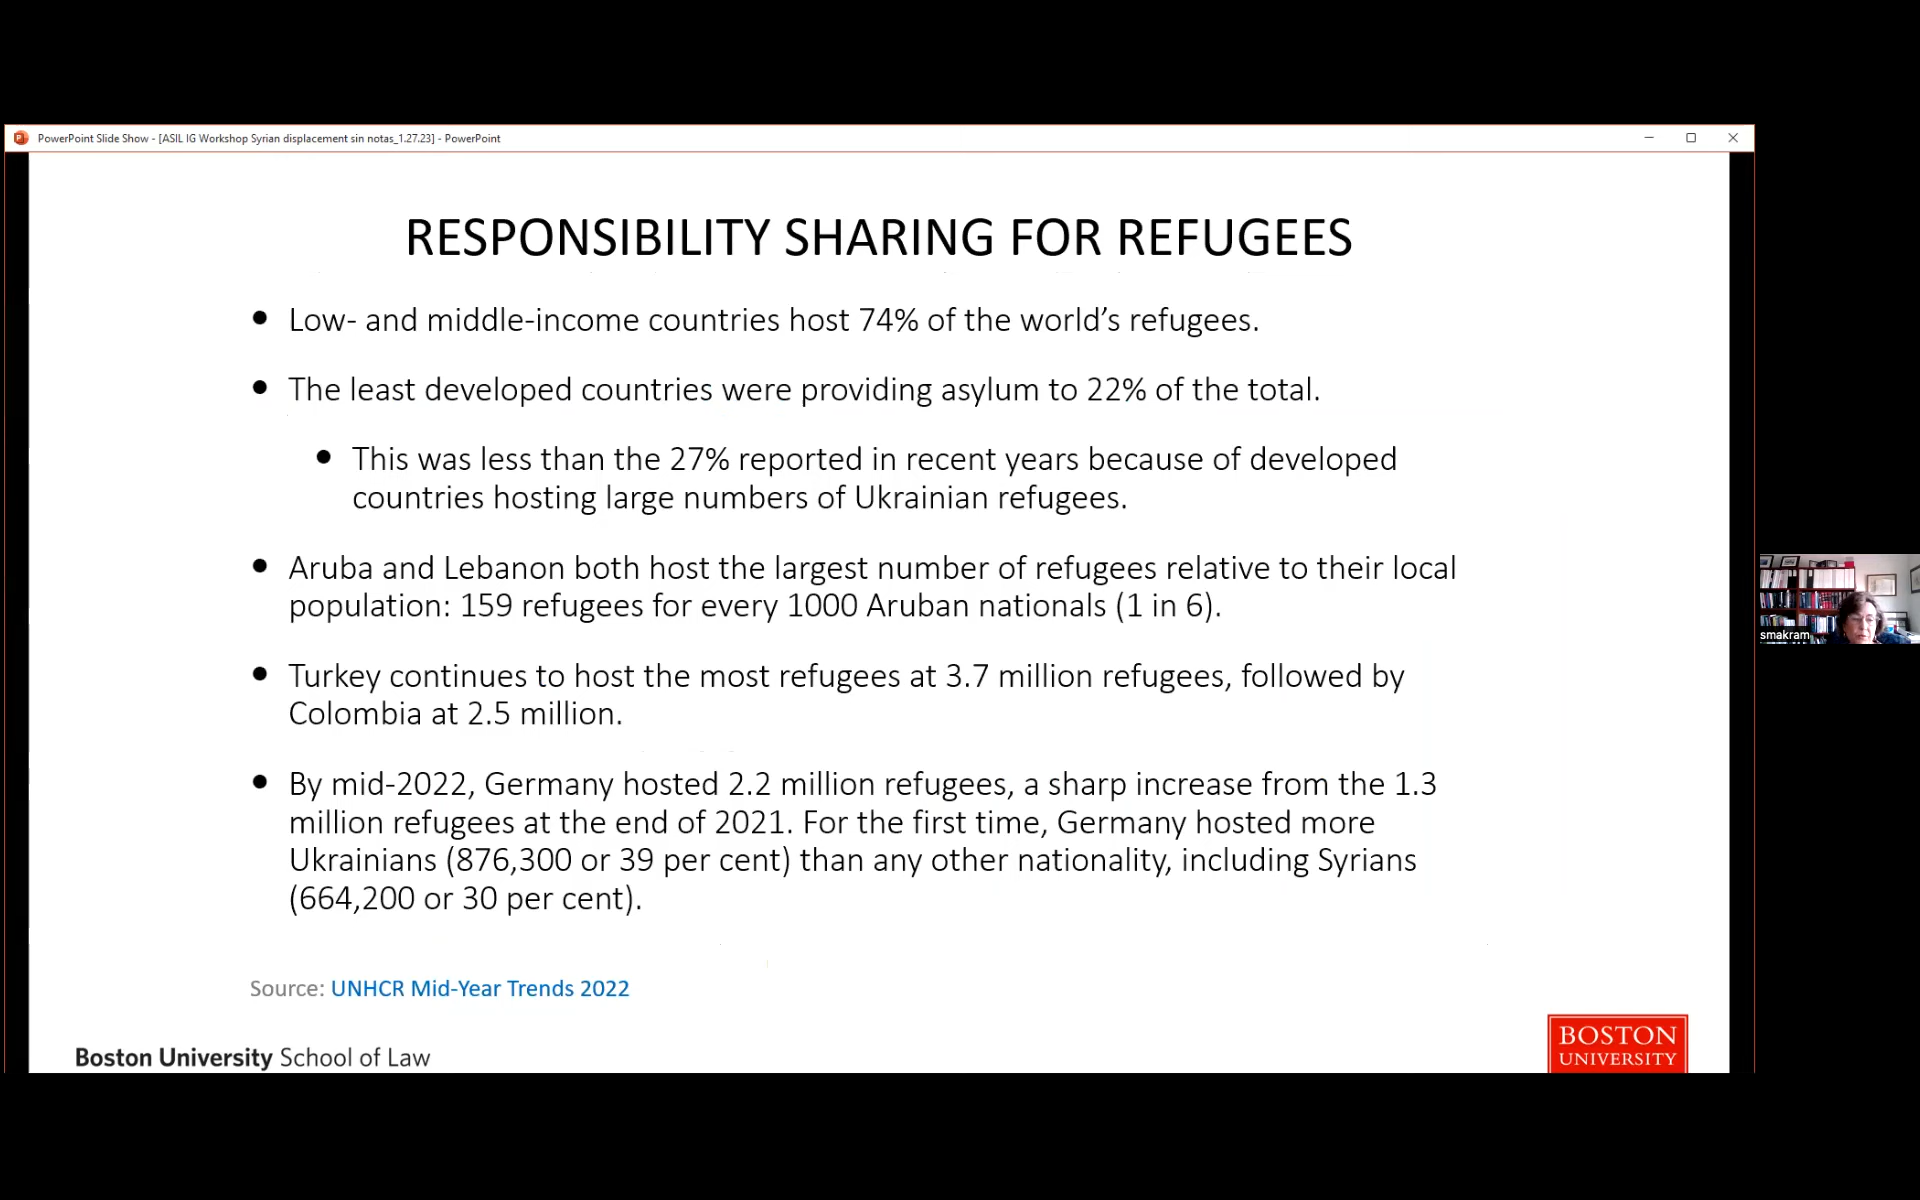 PowerPoint Slide Show - [ASIL IG Workshop Syrian displacement sin notas_1.27.23] - PowerPoint
RESPONSIBILITY SHARING FOR REFUGEES
• Low- and middle-income countries host 74% of the world’s refugees.
• The least developed countries were providing asylum to 22% of the total.
• This was less than the 27% reported in recent years because of developed
countries hosting large numbers of Ukrainian refugees.
• Aruba and Lebanon both host the largest number of refugees relative to their local
population: 159 refugees for every 1000 Aruban nationals (1 in 6).
• Turkey continues to host the most refugees at 3.7 million refugees, followed by
Colombia at 2.5 million.
• By mid-2022, Germany hosted 2.2 million refugees, a sharp increase from the 1.3
million refugees at the end of 2021. For the first time, Germany hosted more
Ukrainians (876,300 or 39 per cent) than any other nationality, including Syrians
(664,200 or 30 per cent).
Source: UNHCR Mid-Year Trends 2022
Boston University School of Law
BOSTON
UNIVERSITY
smakram